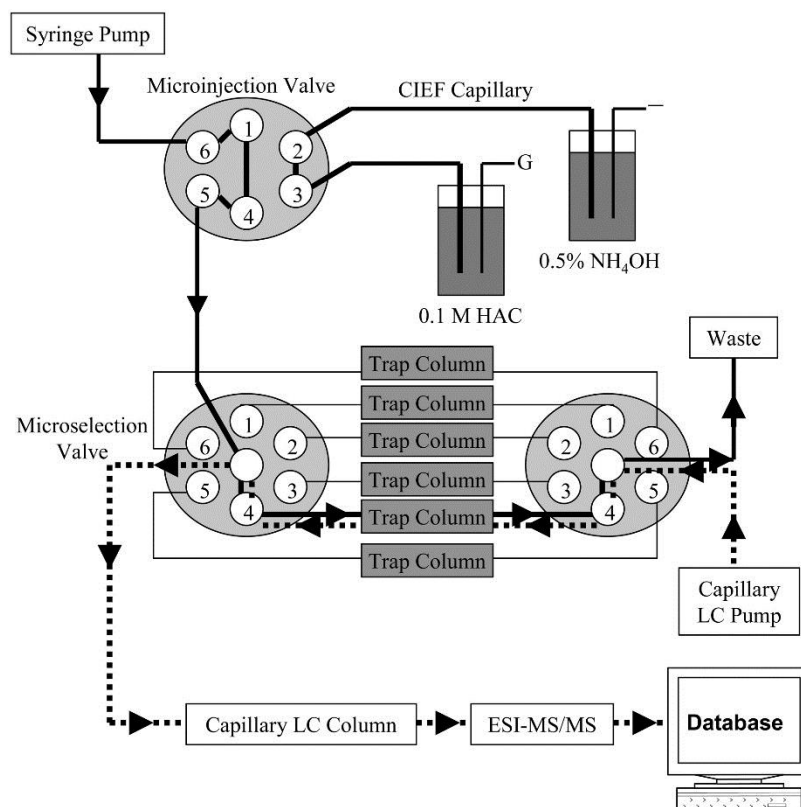 Syringe Pump
Microinjection Valve
CIEF Capillary
1
6
2
5
3
4
G
–
0.5% NH₄OH
0.1 M HAC
Waste
Trap Column
Trap Column
Trap Column
Trap Column
Trap Column
Trap Column
Microselection
Valve
1
6
2
5
3
4
1
2
6
3
5
4
Capillary
LC Pump
Capillary LC Column
ESI-MS/MS
Database